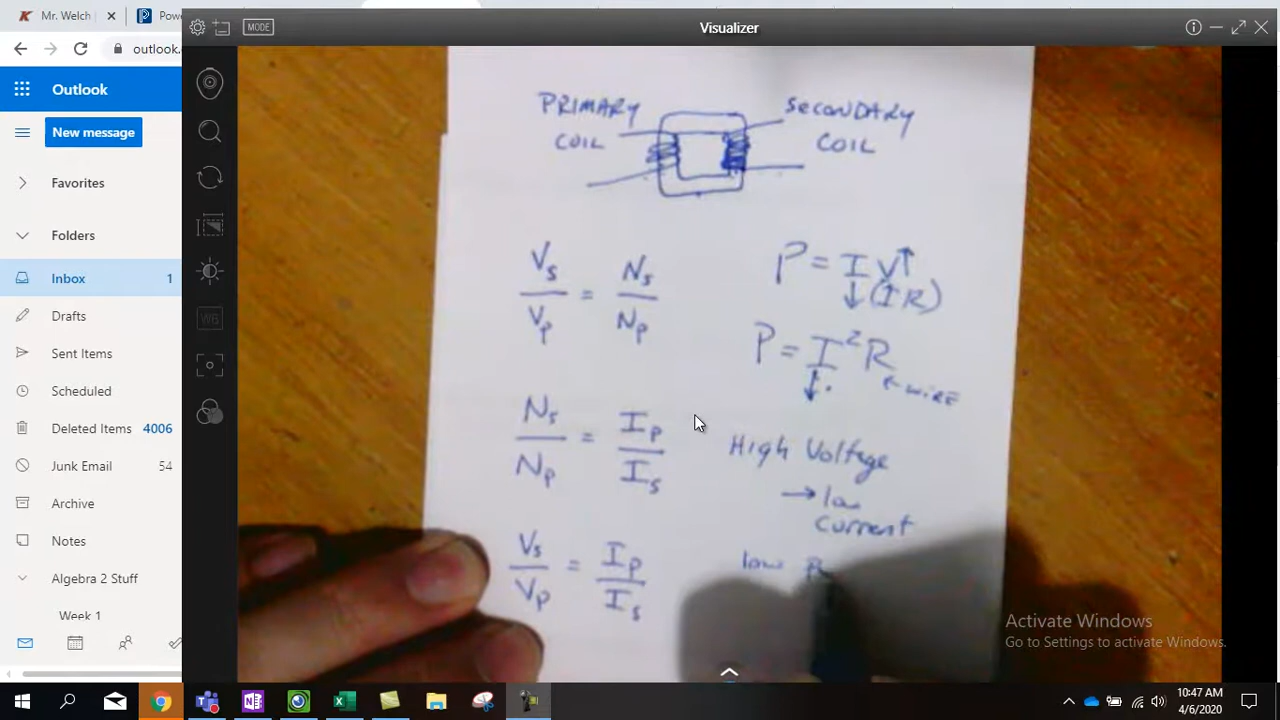 Mr. Welch
Powe
outlook.
Outlook
New message
Favorites
Folders
Inbox 1
Drafts
Sent Items
Scheduled
Deleted Items 4006
Junk Email 54
Archive
Notes
Algebra 2 Stuff
Week 1
MODE
Visualizer
WB
PRIMARY
COIL
SECONDARY
COIL
Vs/Vp = Ns/Np
Ns/Np = Ip/Is
Vs/Vp = Ip/Is
P = I V↑
↓(IR)
P = I²R
↓ ← WIRE
High Voltage
→ low
current
low
Activate Windows
Go to Settings to activate Windows.
10:47 AM
4/6/2020